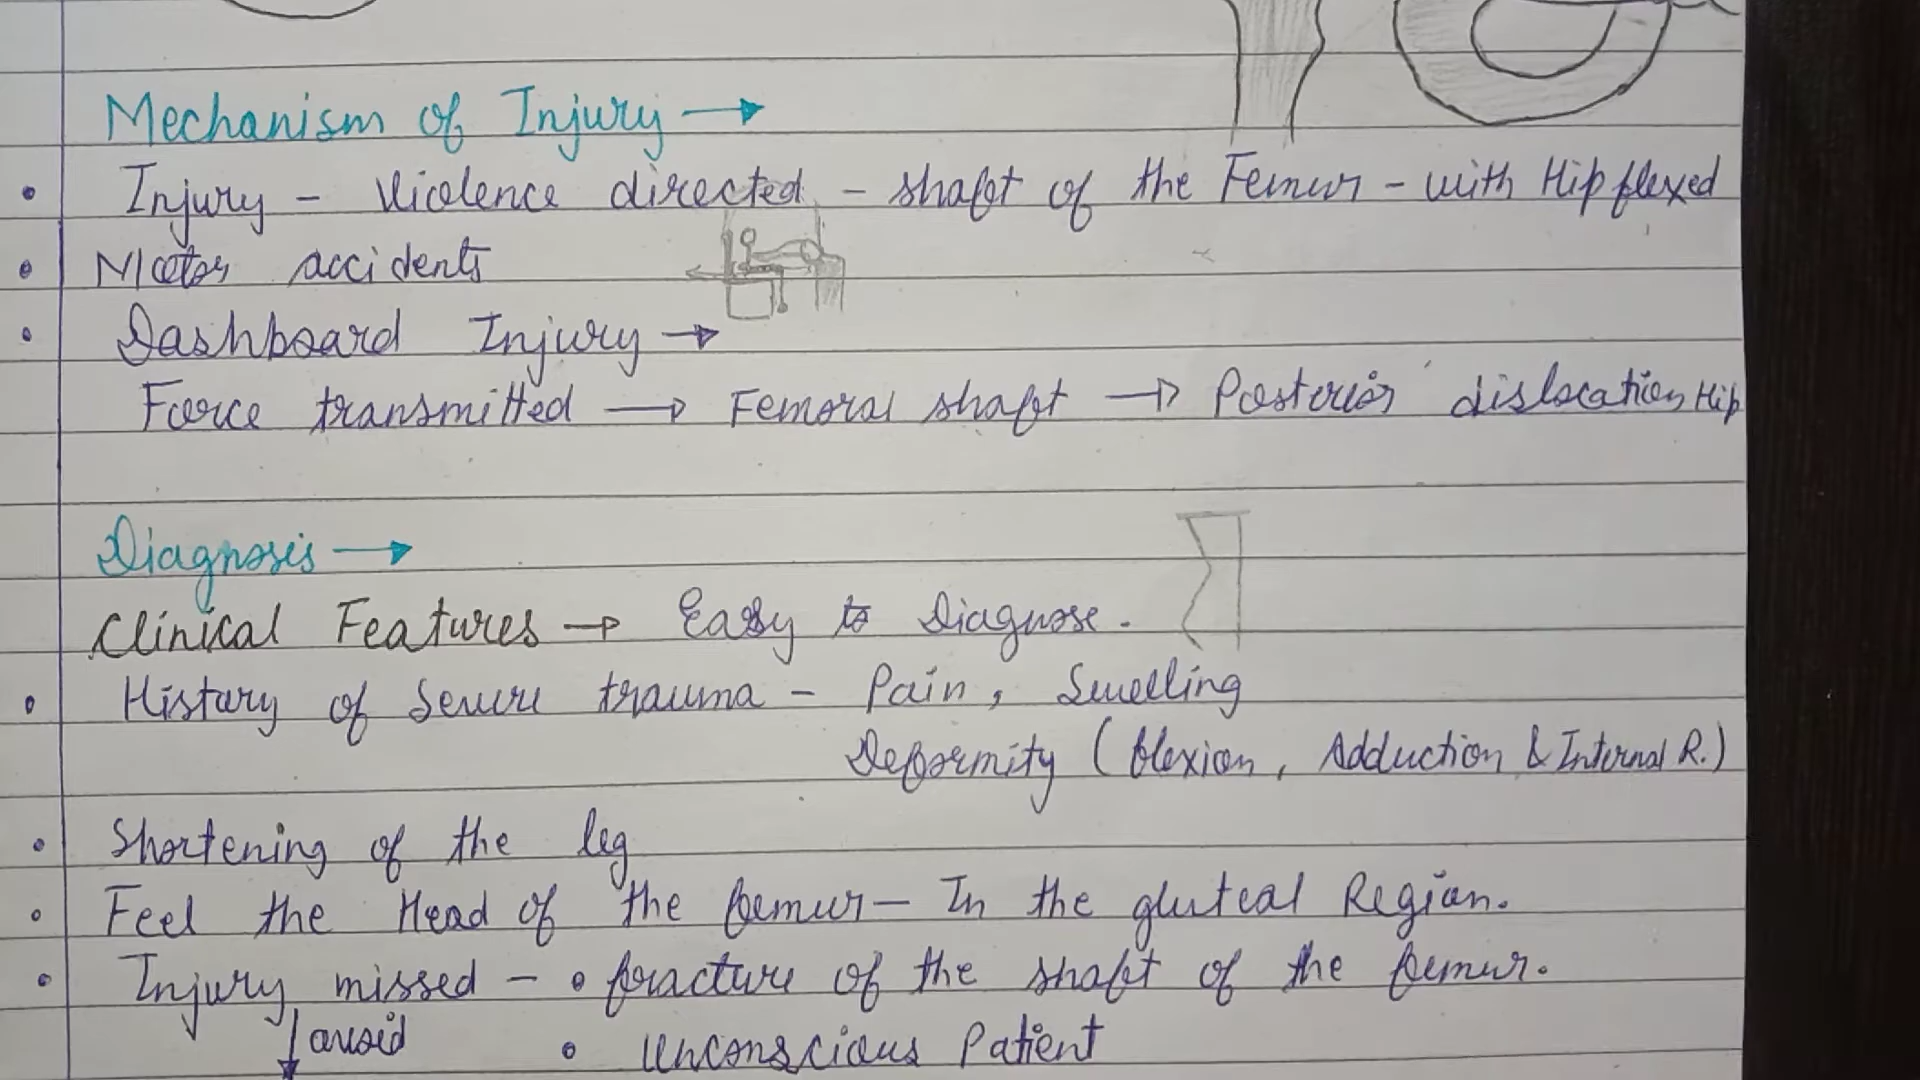 Mechanism of Injury →
• Injury - Violence directed - shaft of the Femur - with Hip flexed
• Motor accidents
• Dashboard Injury →
Force transmitted → Femoral shaft → Posterior dislocation Hip
Diagnosis →
Clinical Features → Easy to Diagnose.
• History of Severe trauma - Pain, Swelling
Deformity (flexion, Adduction & Internal R.)
• Shortening of the leg
• Feel the Head of the femur - In the gluteal Region.
• Injury missed - • fracture of the shaft of the femur.
↓ avoid • Unconscious Patient